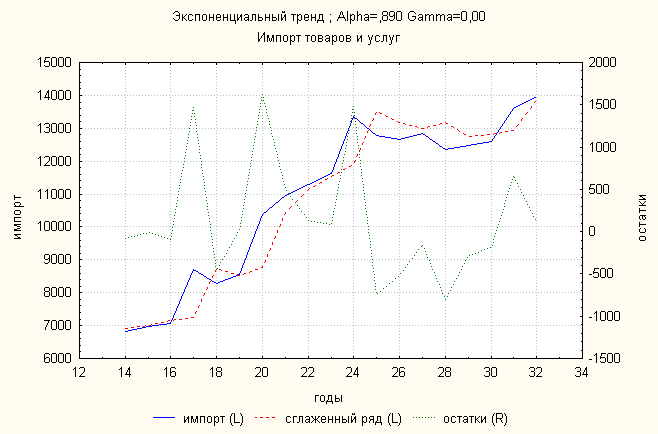 Экспоненциальный тренд ; Alpha=,890 Gamma=0,00
Импорт товаров и услуг
15000
14000
13000
12000
11000
10000
9000
8000
7000
6000
импорт
2000
1500
1000
500
0
-500
-1000
-1500
остатки
12 14 16 18 20 22 24 26 28 30 32 34
годы
импорт (L) сглаженный ряд (L) остатки (R)